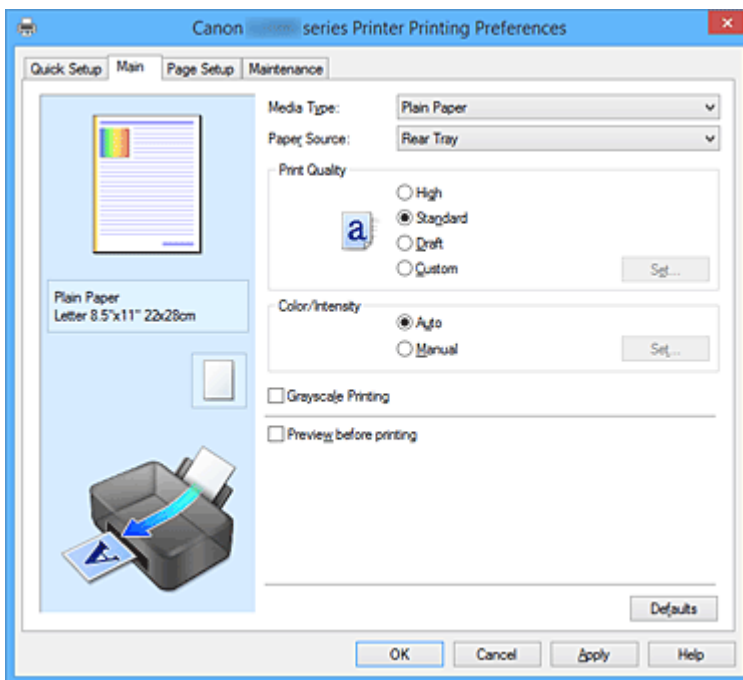 Canon series Printer Printing Preferences
Quick Setup Main Page Setup Maintenance
Media Type: Plain Paper
Paper Source: Rear Tray
Print Quality
High
a Standard
Draft
Custom Set...
Plain Paper
Letter 8.5"x11" 22x28cm
Color/Intensity
Auto
Manual Set...
Grayscale Printing
Preview before printing
A
Defaults
OK Cancel Apply Help